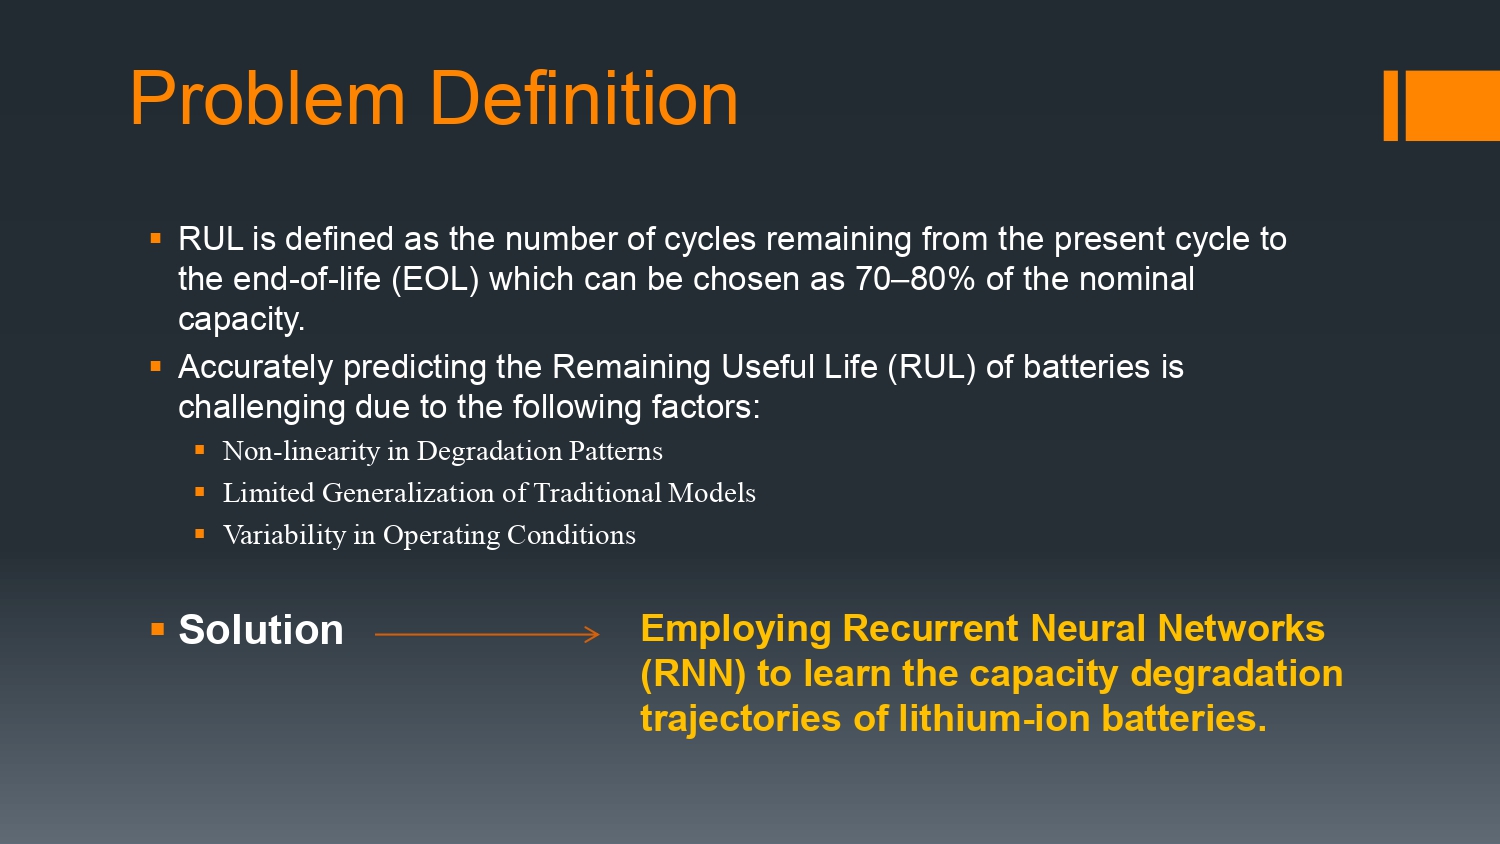 Problem Definition
RUL is defined as the number of cycles remaining from the present cycle to
the end-of-life (EOL) which can be chosen as 70–80% of the nominal
capacity.
Accurately predicting the Remaining Useful Life (RUL) of batteries is
challenging due to the following factors:
Non-linearity in Degradation Patterns
Limited Generalization of Traditional Models
Variability in Operating Conditions
Solution
Employing Recurrent Neural Networks
(RNN) to learn the capacity degradation
trajectories of lithium-ion batteries.